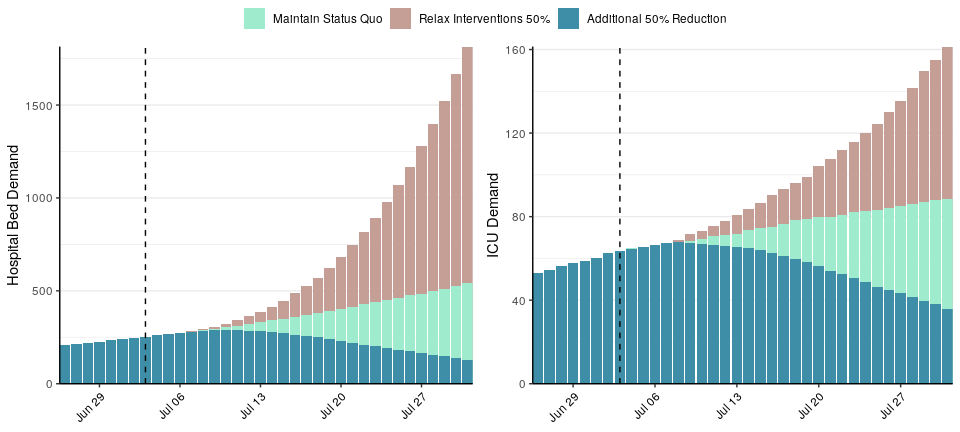 Maintain Status Quo Relax Interventions 50% Additional 50% Reduction
Hospital Bed Demand
1500
1000
500
0
Jun 29 Jul 06 Jul 13 Jul 20 Jul 27
ICU Demand
160
120
80
40
0
Jun 29 Jul 06 Jul 13 Jul 20 Jul 27